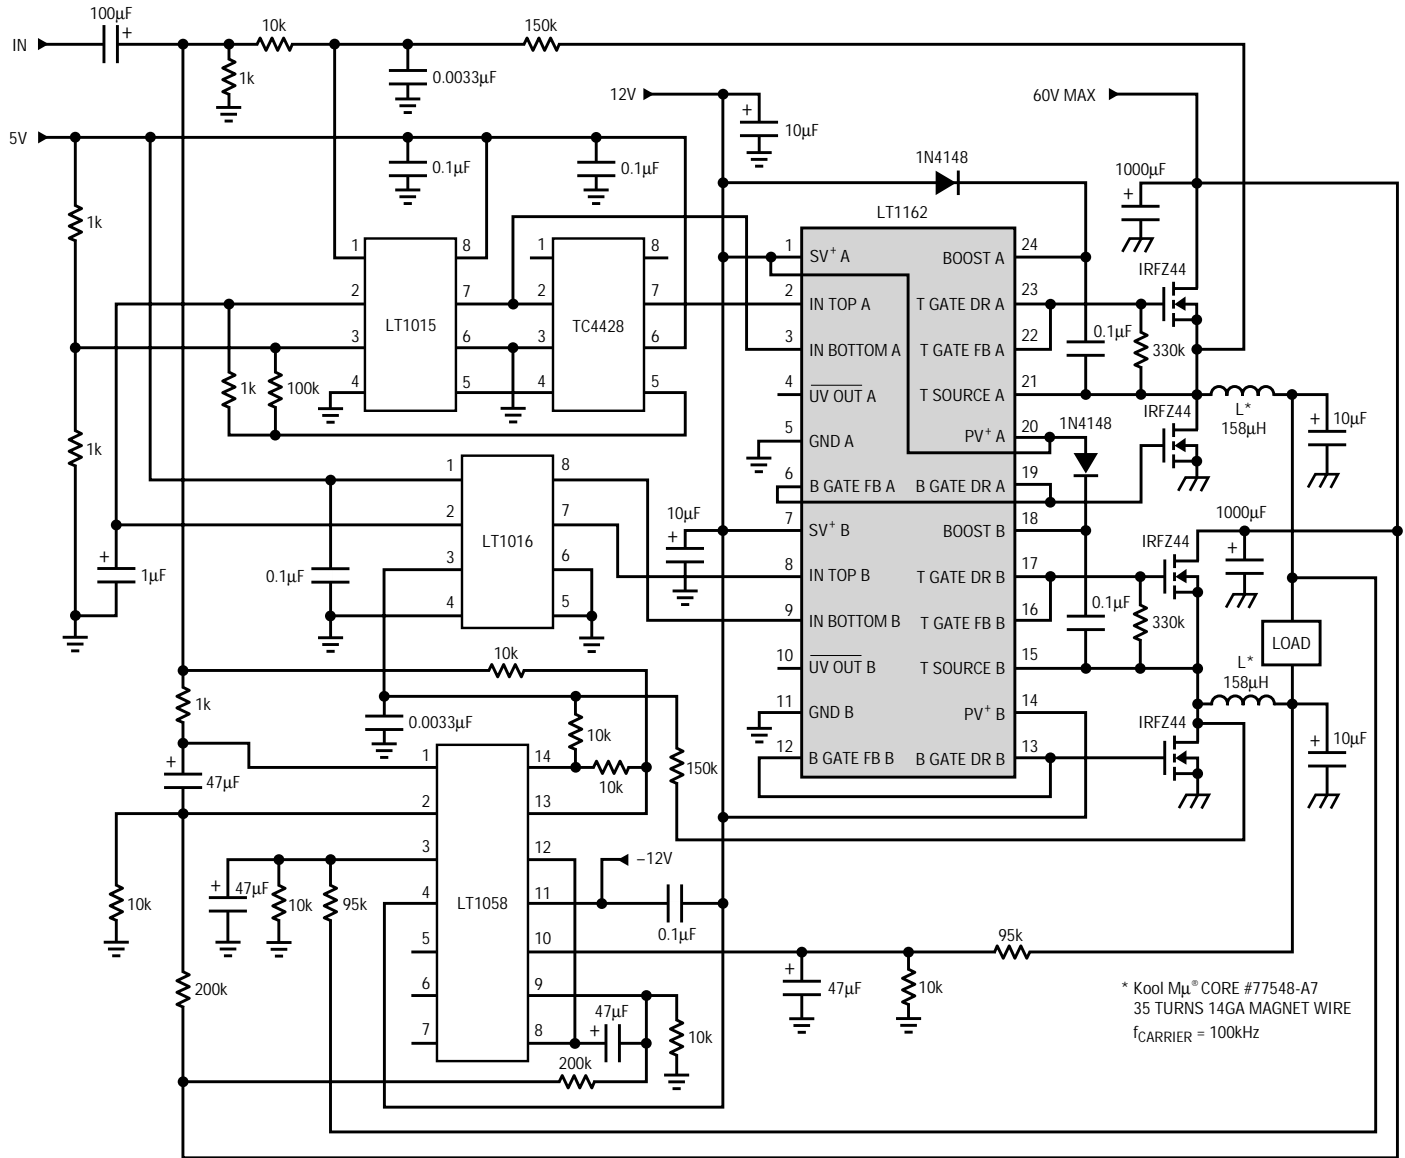 100µF
+
10k
150k
IN
1k
0.0033µF
12V
60V MAX
+
10µF
5V
0.1µF
0.1µF
1N4148
1000µF
+
LT1162
1k
1
2
3
4
LT1015
8
7
6
5
1
2
3
4
TC4428
8
7
6
5
1k
100k
1k
1 SV+ A
2 IN TOP A
3 IN BOTTOM A
4 UV OUT A
5 GND A
6 B GATE FB A
7 SV+ B
8 IN TOP B
9 IN BOTTOM B
10 UV OUT B
11 GND B
12 B GATE FB B
BOOST A 24
T GATE DR A 23
T GATE FB A 22
T SOURCE A 21
PV+ A 20
B GATE DR A 19
BOOST B 18
T GATE DR B 17
T GATE FB B 16
T SOURCE B 15
PV+ B 14
B GATE DR B 13
IRFZ44
0.1µF
330k
IRFZ44
L*
158µH
+
10µF
1N4148
1000µF
+
IRFZ44
0.1µF
330k
LOAD
L*
158µH
IRFZ44
+
10µF
1
2
3
4
LT1016
8
7
6
5
10µF
+
+
1µF
0.1µF
10k
1k
0.0033µF
10k
10k
150k
+
47µF
1
2
3
4
5
6
7
LT1058
14
13
12
11
10
9
8
–12V
0.1µF
10k
+
47µF
10k
95k
200k
47µF
+
10k
200k
+
47µF
10k
95k
* Kool Mµ® CORE #77548-A7
35 TURNS 14GA MAGNET WIRE
fCARRIER = 100kHz